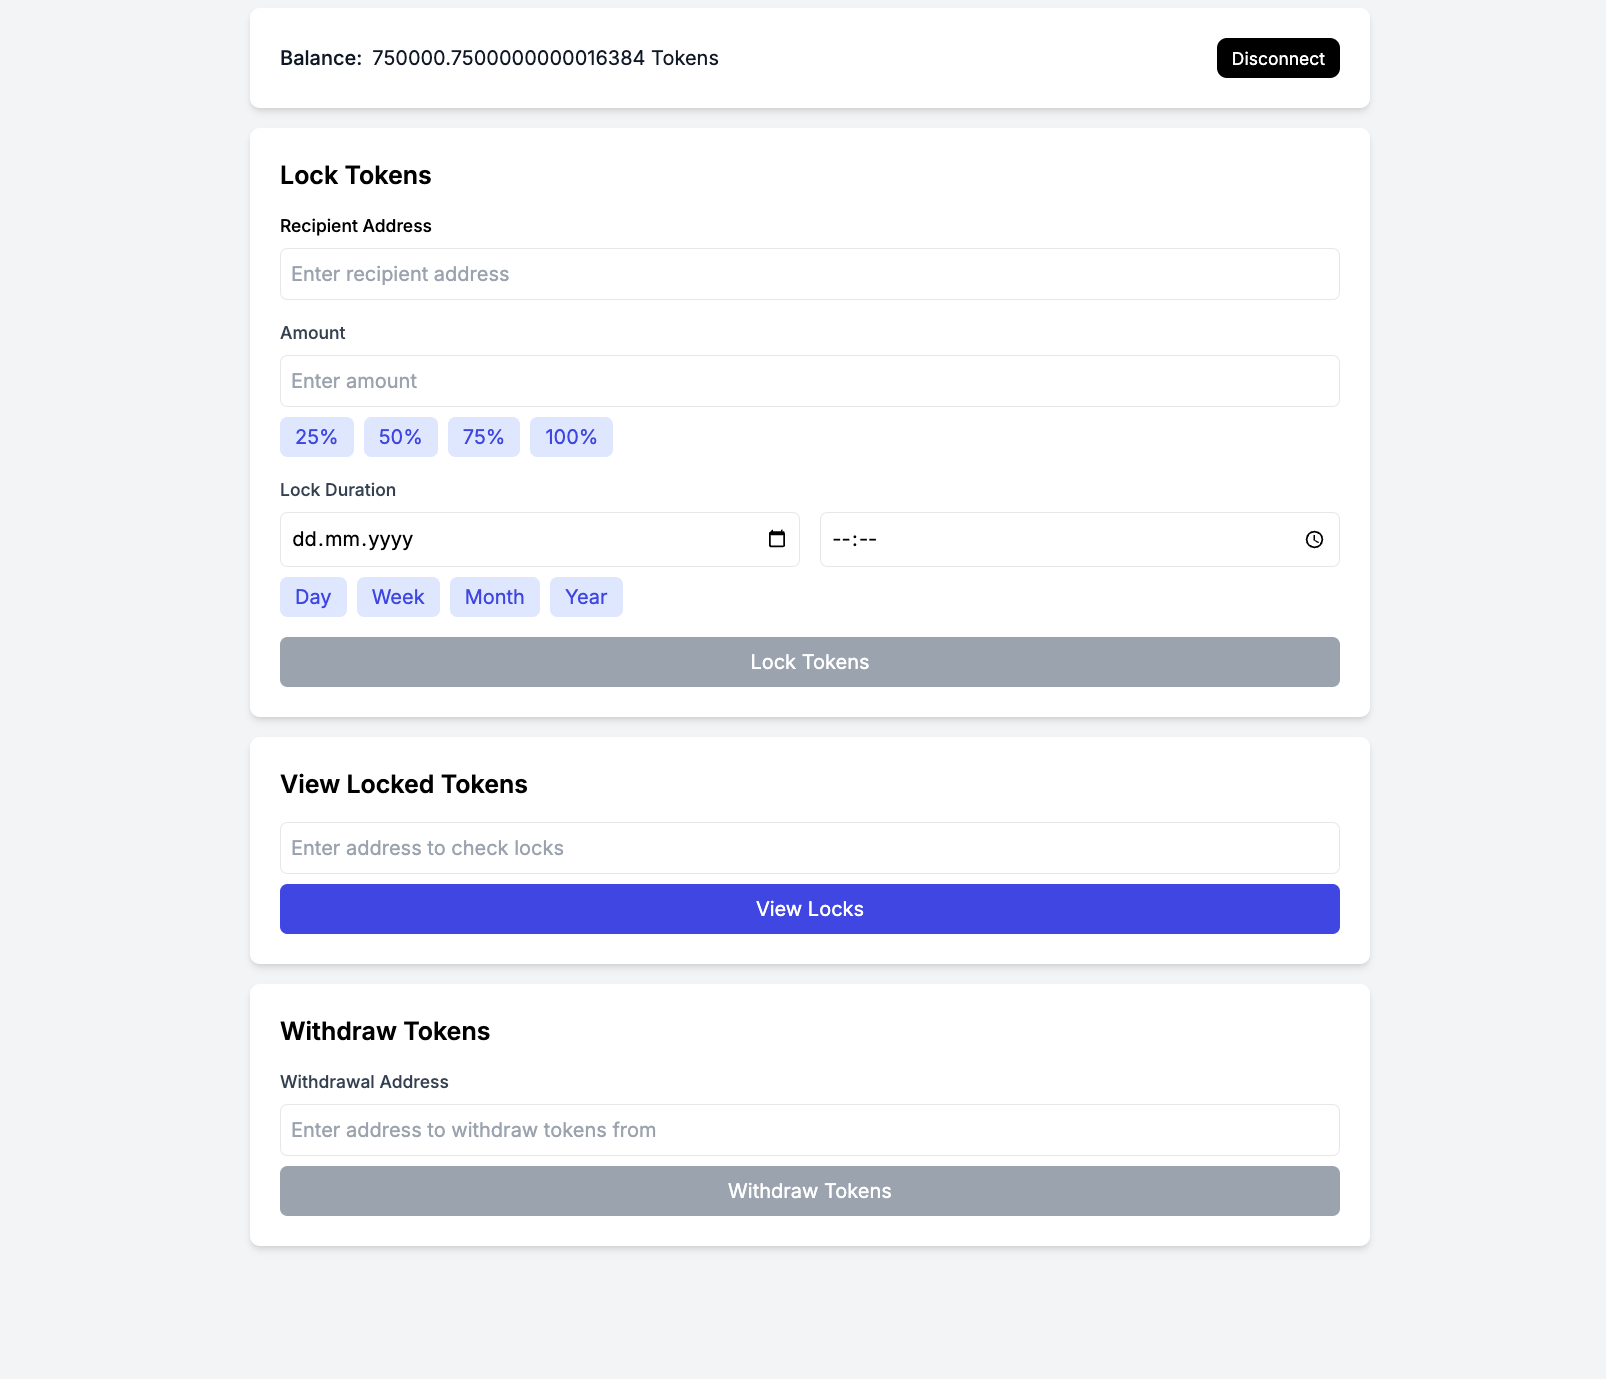 Balance: 750000.7500000000016384 Tokens
Disconnect
Lock Tokens
Recipient Address
Enter recipient address
Amount
Enter amount
25% 50% 75% 100%
Lock Duration
dd.mm.yyyy --:--
Day Week Month Year
Lock Tokens
View Locked Tokens
Enter address to check locks
View Locks
Withdraw Tokens
Withdrawal Address
Enter address to withdraw tokens from
Withdraw Tokens